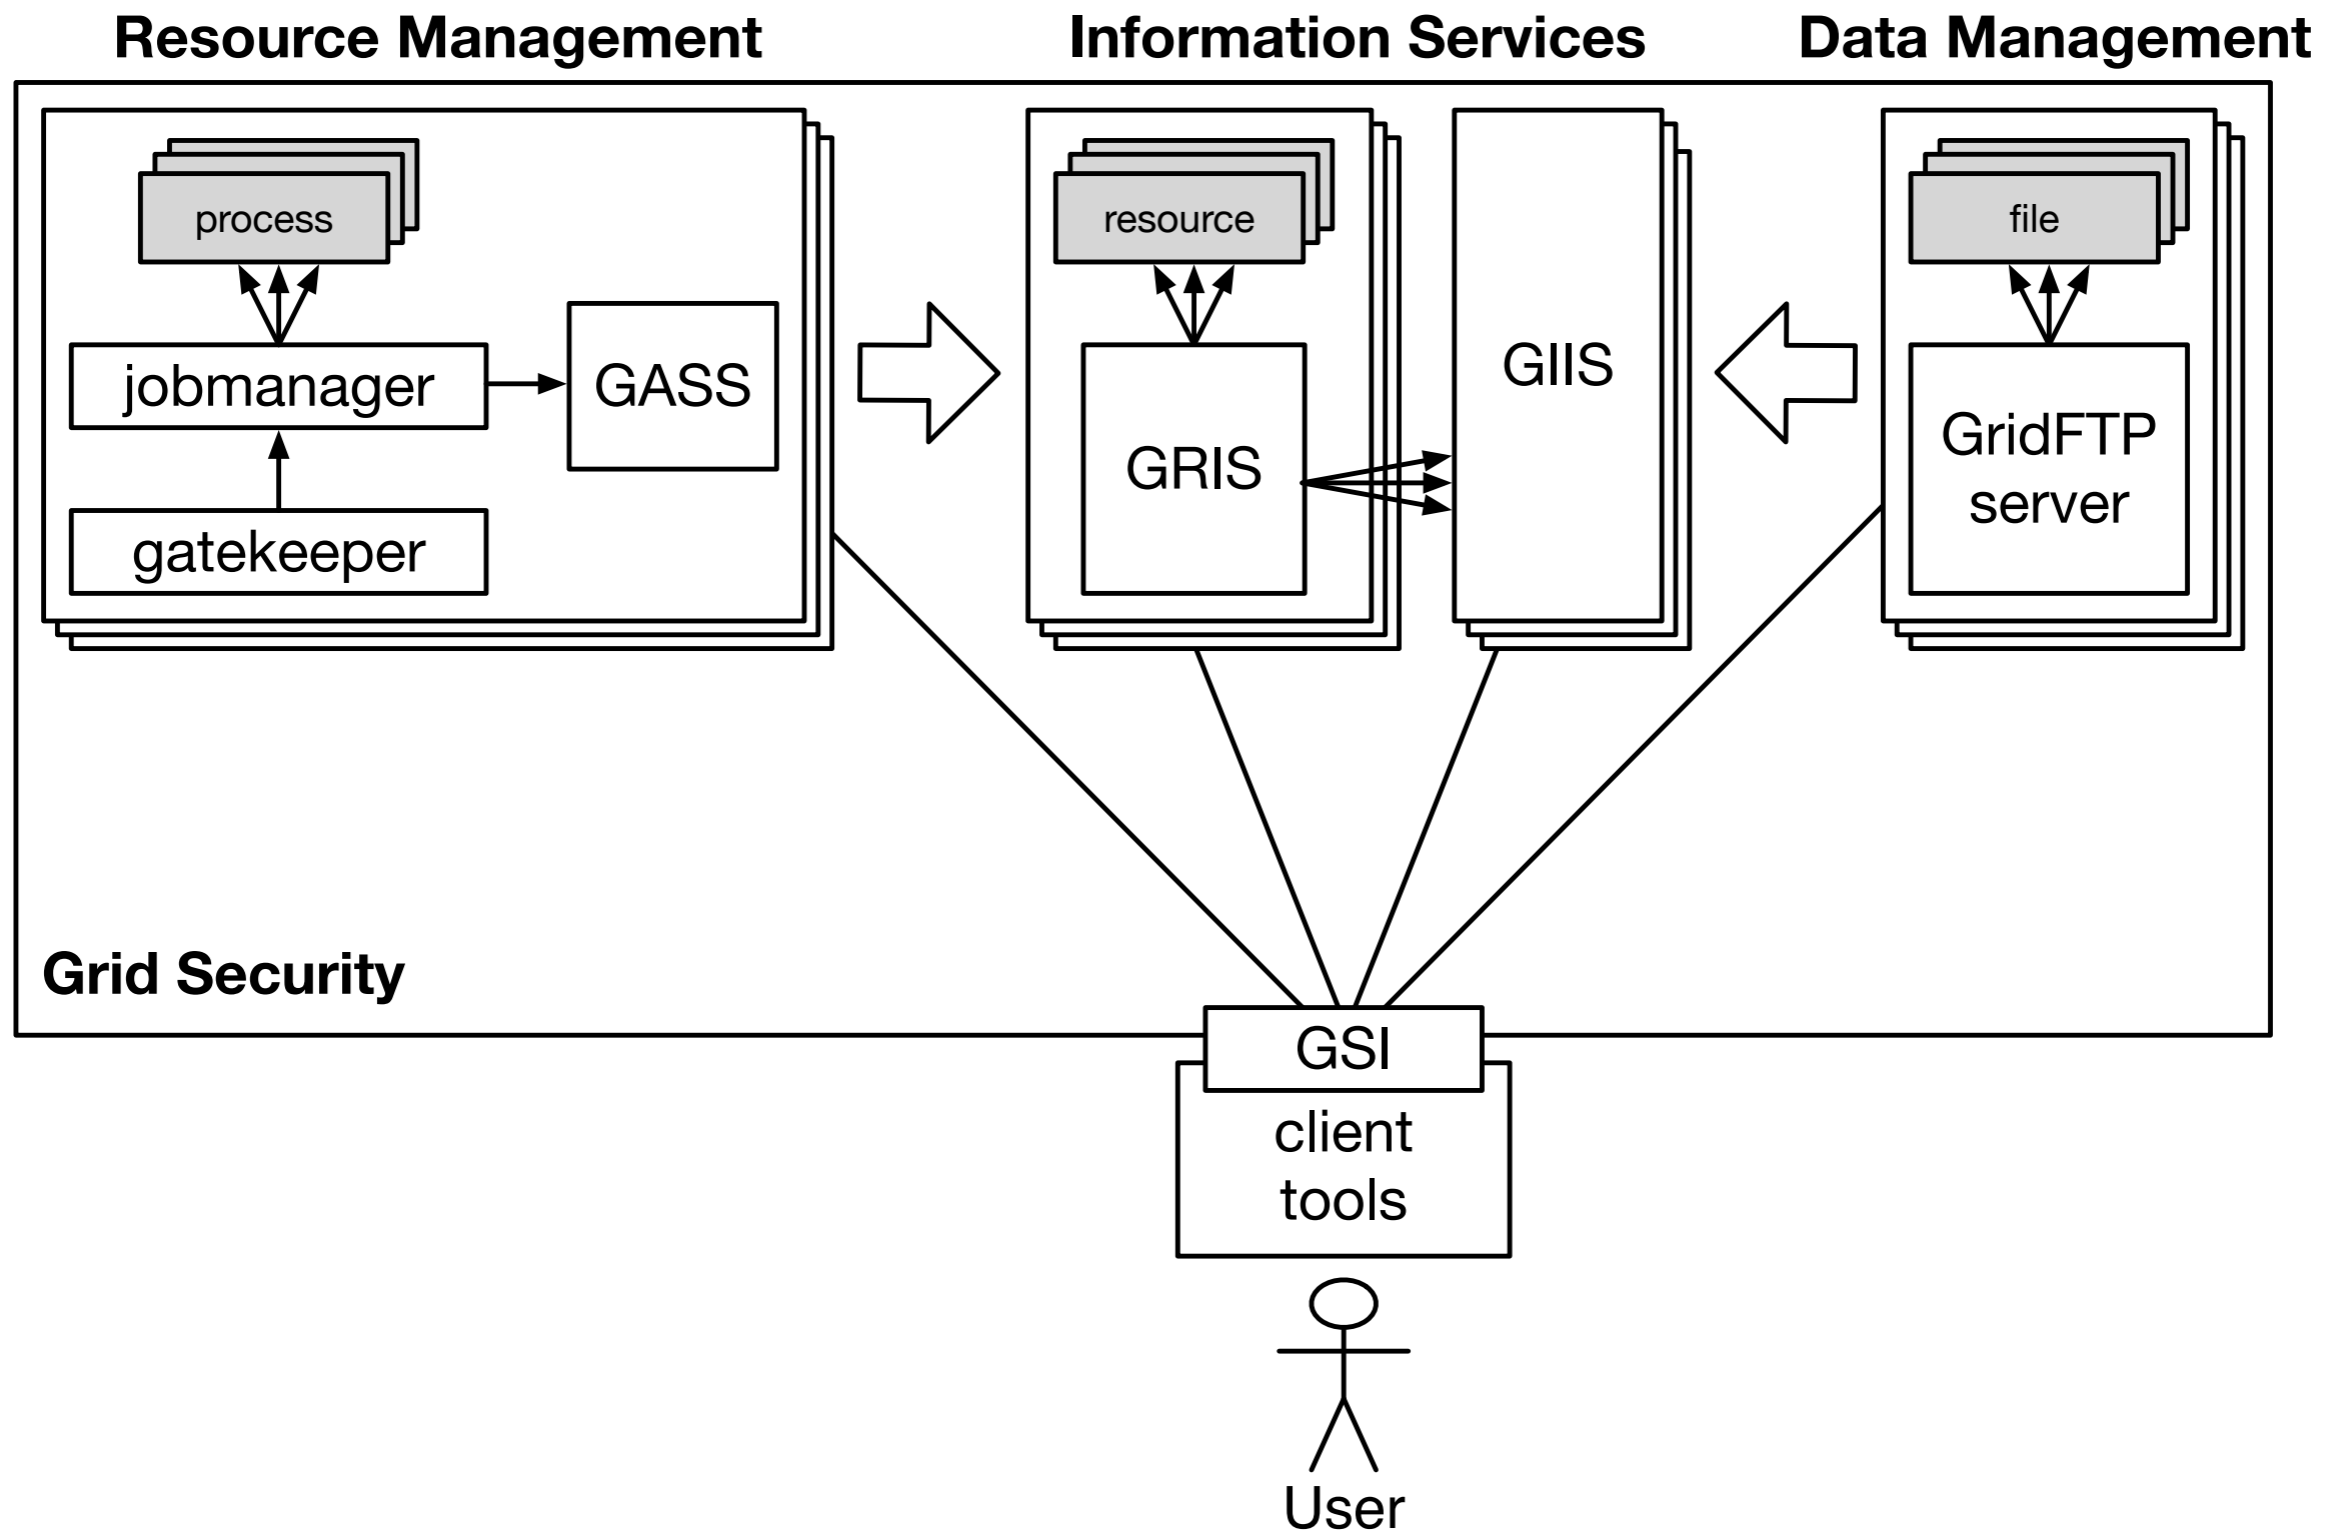 Resource Management
Information Services
Data Management
process
resource
file
jobmanager
GASS
GIIS
GRIS
GridFTP
server
gatekeeper
Grid Security
GSI
client
tools
User